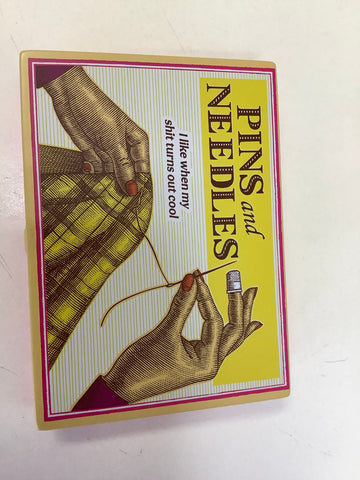 PINS and
NEEDLES
I like when my
shit turns out cool